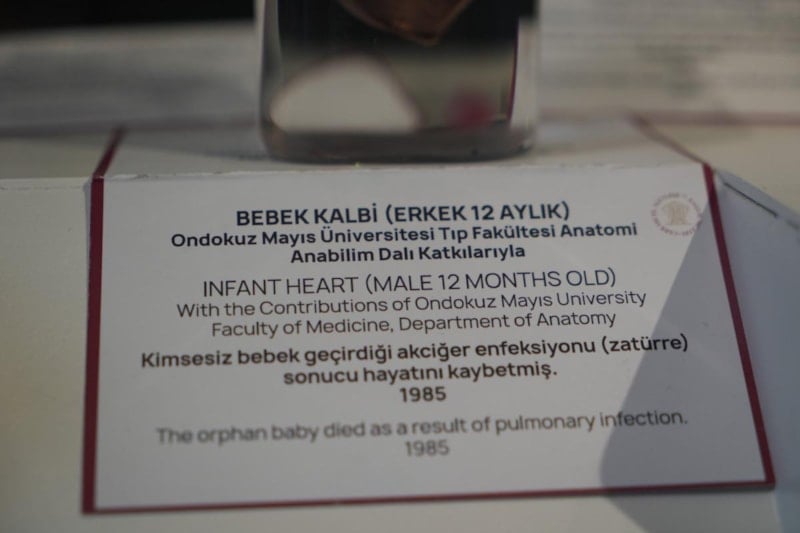 BEBEK KALBİ (ERKEK 12 AYLIK)
Ondokuz Mayıs Üniversitesi Tıp Fakültesi Anatomi
Anabilim Dalı Katkılarıyla
INFANT HEART (MALE 12 MONTHS OLD)
With the Contributions of Ondokuz Mayıs University
Faculty of Medicine, Department of Anatomy
Kimsesiz bebek geçirdiği akciğer enfeksiyonu (zatürre)
sonucu hayatını kaybetmiş.
1985
The orphan baby died as a result of pulmonary infection.
1985